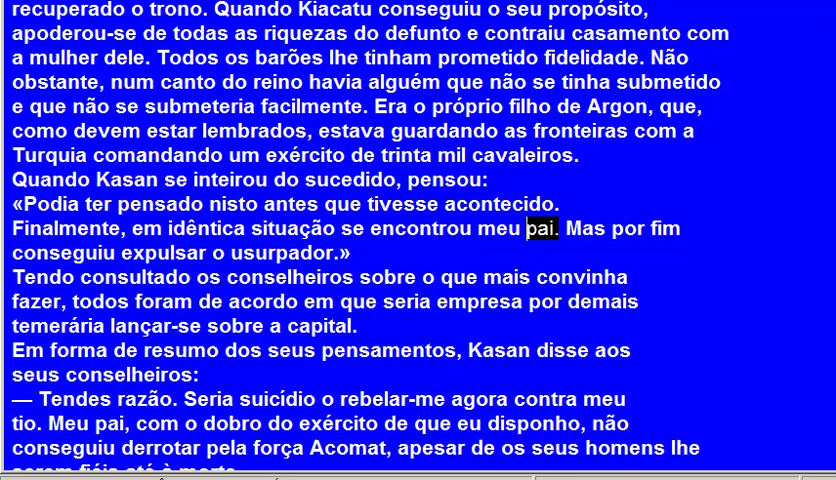 recuperado o trono. Quando Kiacatu conseguiu o seu propósito,
apoderou-se de todas as riquezas do defunto e contraiu casamento com
a mulher dele. Todos os barões lhe tinham prometido fidelidade. Não
obstante, num canto do reino havia alguém que não se tinha submetido
e que não se submeteria facilmente. Era o próprio filho de Argon, que,
como devem estar lembrados, estava guardando as fronteiras com a
Turquia comandando um exército de trinta mil cavaleiros.
Quando Kasan se inteirou do sucedido, pensou:
«Podia ter pensado nisto antes que tivesse acontecido.
Finalmente, em idêntica situação se encontrou meu pai. Mas por fim
conseguiu expulsar o usurpador.»
Tendo consultado os conselheiros sobre o que mais convinha
fazer, todos foram de acordo em que seria empresa por demais
temerária lançar-se sobre a capital.
Em forma de resumo dos seus pensamentos, Kasan disse aos
seus conselheiros:
— Tendes razão. Seria suicídio o rebelar-me agora contra meu
tio. Meu pai, com o dobro do exército de que eu disponho, não
conseguiu derrotar pela força Acomat, apesar de os seus homens lhe
serem fiéis até à morte